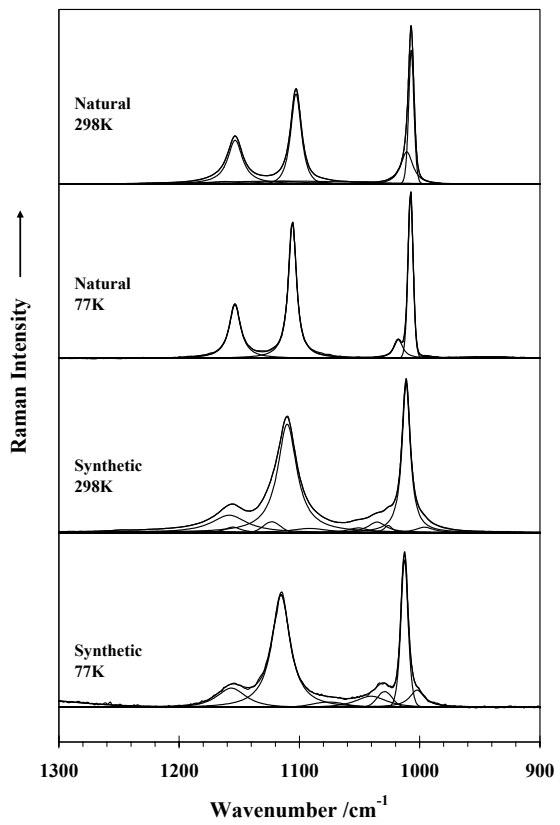 Natural
298K
Natural
77K
Synthetic
298K
Synthetic
77K
Raman Intensity
1300 1200 1100 1000 900
Wavenumber /cm-1